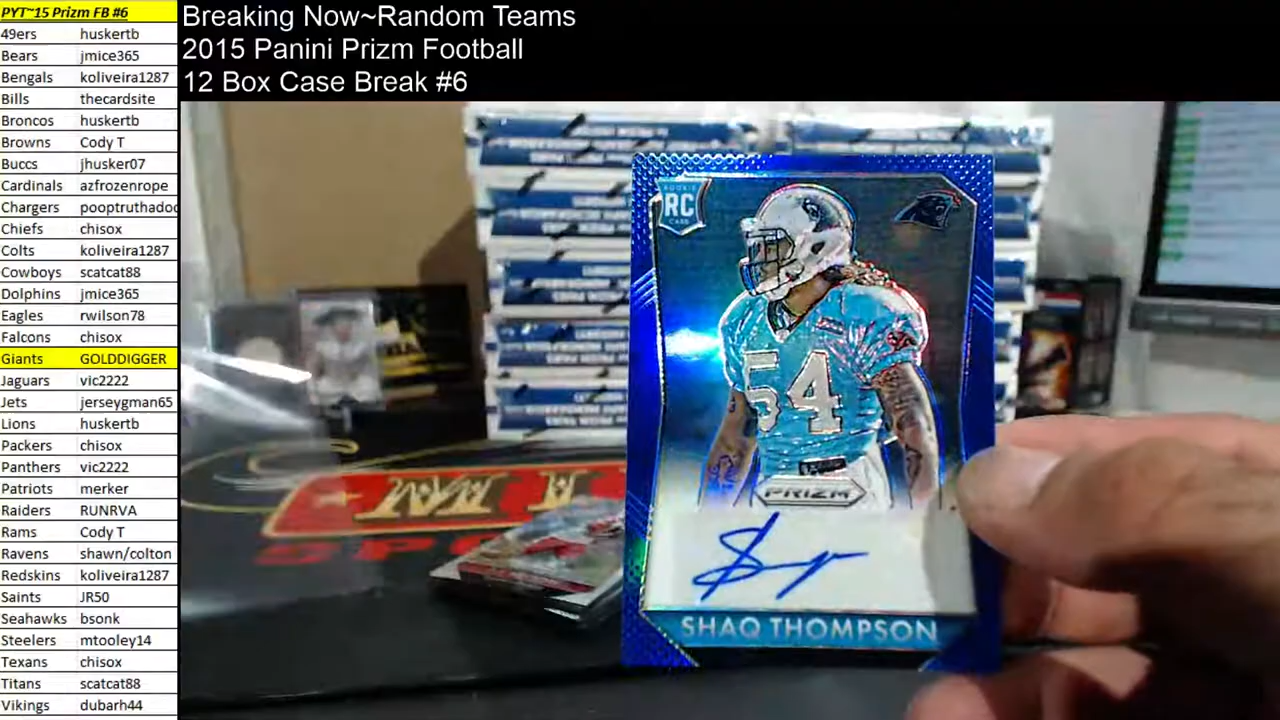 PYT~15 Prizm FB #6
49ers huskertb
Bears jmice365
Bengals koliveira1287
Bills thecardsite
Broncos huskertb
Browns Cody T
Buccs jhusker07
Cardinals azfrozenrope
Chargers pooptruthadoo
Chiefs chisox
Colts koliveira1287
Cowboys scatcat88
Dolphins jmice365
Eagles rwilson78
Falcons chisox
Giants GOLDDIGGER
Jaguars vic2222
Jets jerseygman65
Lions huskertb
Packers chisox
Panthers vic2222
Patriots merker
Raiders RUNRVA
Rams Cody T
Ravens shawn/colton
Redskins koliveira1287
Saints JR50
Seahawks bsonk
Steelers mtooley14
Texans chisox
Titans scatcat88
Vikings dubarh44
Breaking Now~Random Teams
2015 Panini Prizm Football
12 Box Case Break #6
ROOKIE
RC
CARD
54
PRIZM
SHAQ THOMPSON